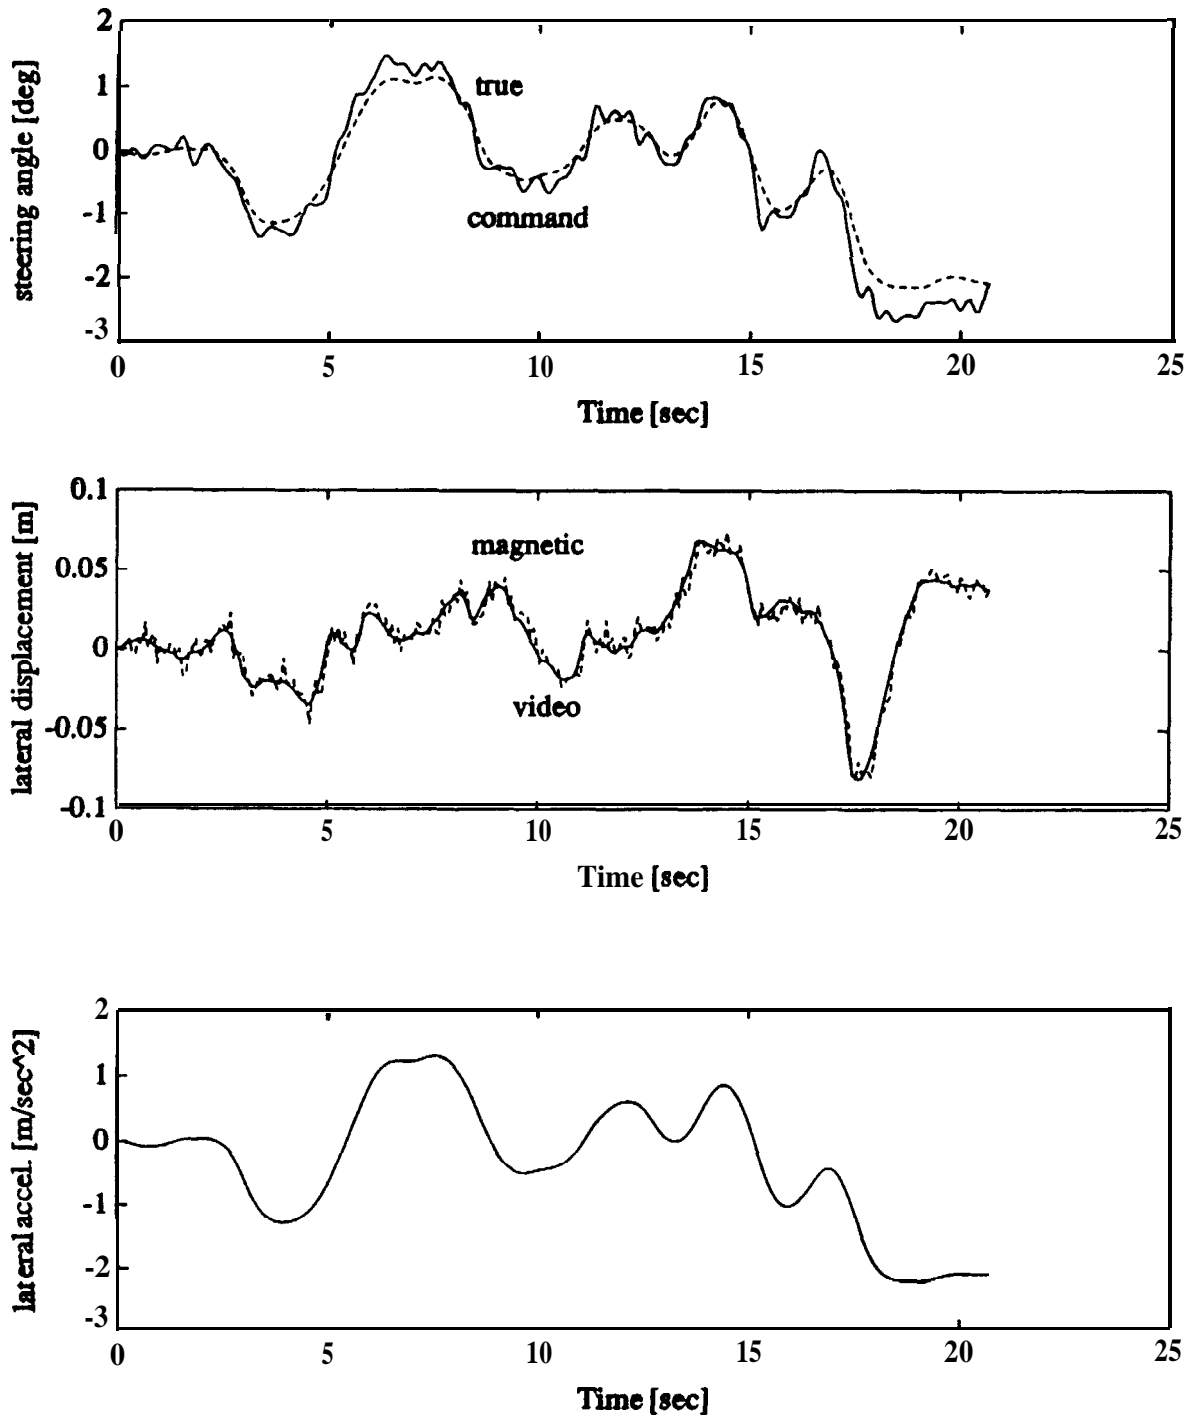 steering angle [deg]
2
1
0
-1
-2
-3
true
command
0 5 10 15 20 25
Time [sec]
lateral displacement [m]
0.1
0.05
0
-0.05
-0.1
magnetic
video
0 5 10 15 20 25
Time [sec]
lateral accel. [m/sec^2]
2
1
0
-1
-2
-3
0 5 10 15 20 25
Time [sec]